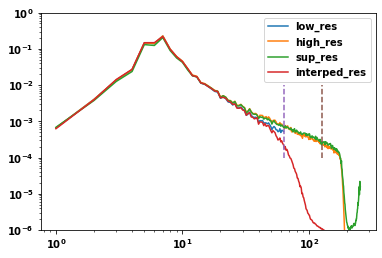 10⁰
10⁻¹
10⁻²
10⁻³
10⁻⁴
10⁻⁵
10⁻⁶
low_res
high_res
sup_res
interped_res
10⁰ 10¹ 10²